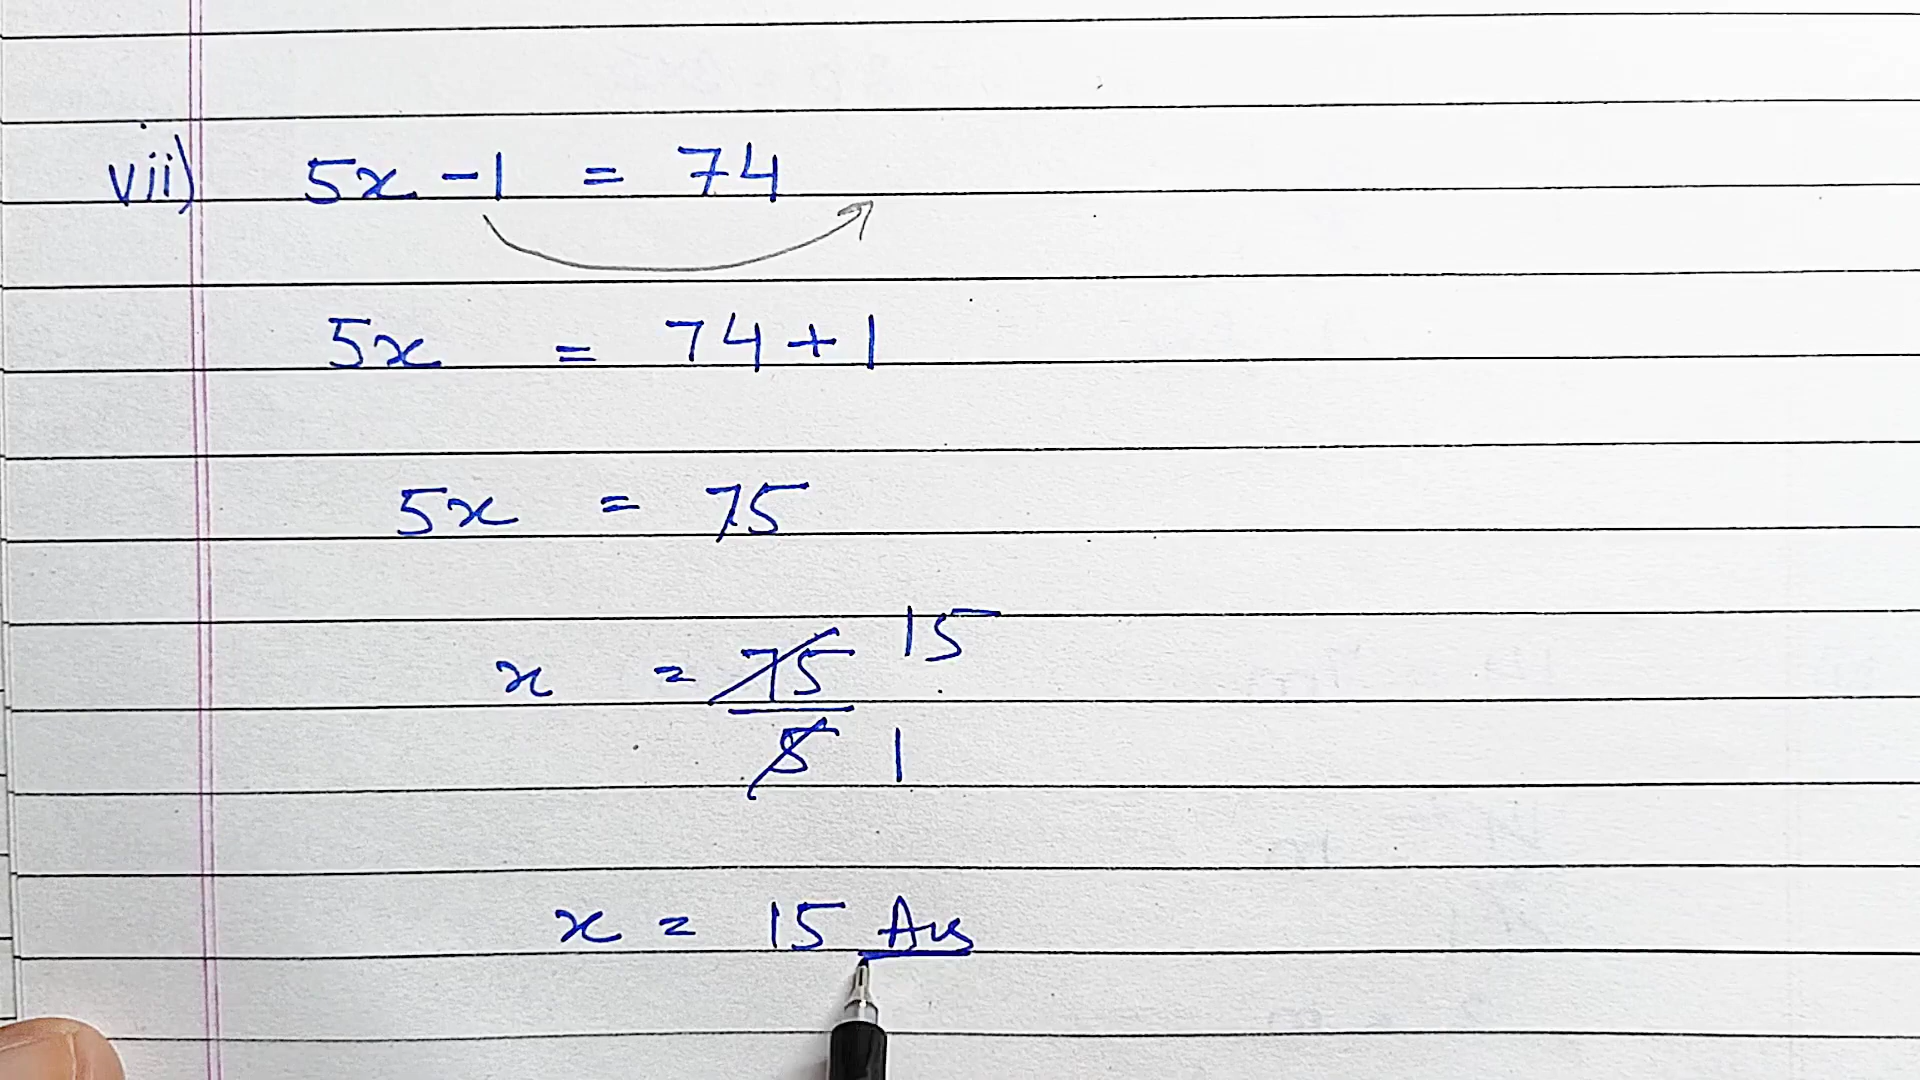 vii) 5x - 1 = 74
5x = 74 + 1
5x = 75
x = 75/5 15/1
x = 15 Ans